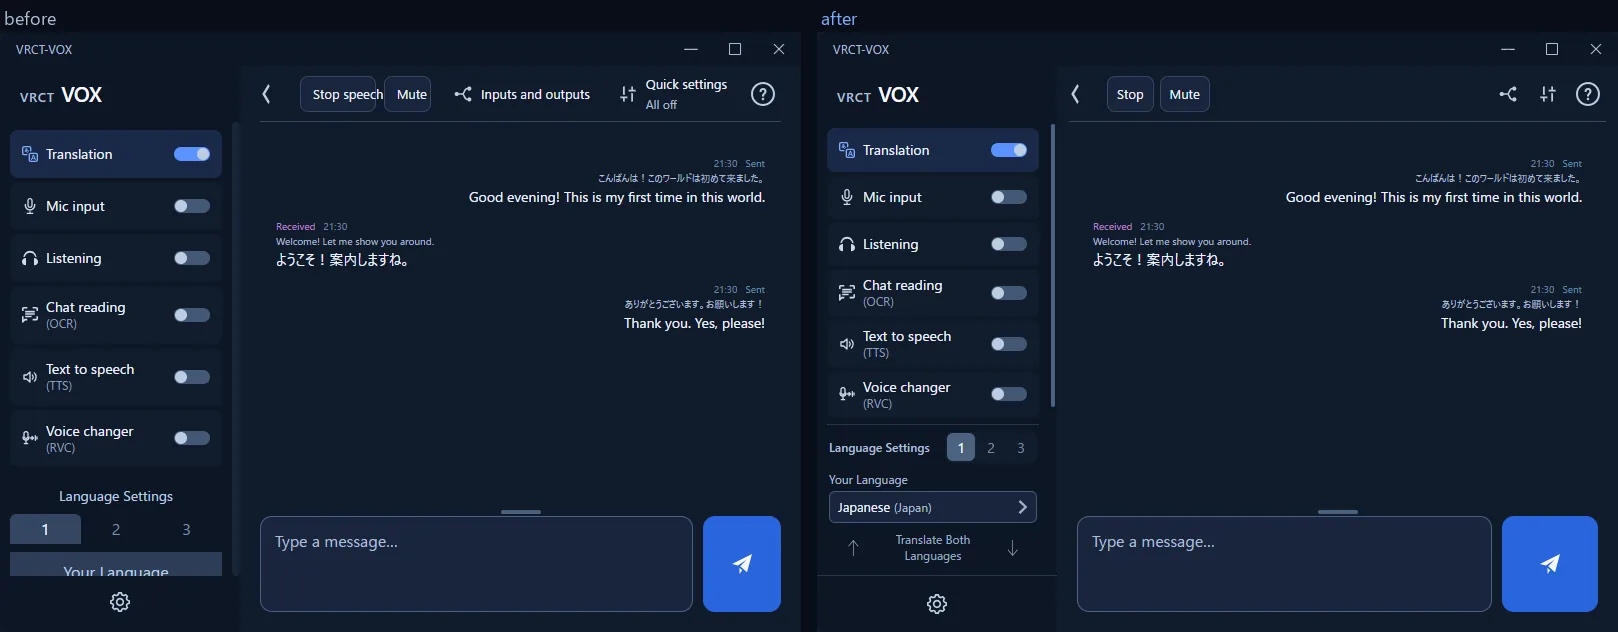 before
VRCT-VOX
VRCT VOX
Stop speech
Mute
Inputs and outputs
Quick settings
All off
?
Translation
Mic input
Listening
Chat reading
(OCR)
Text to speech
(TTS)
Voice changer
(RVC)
Language Settings
1 2 3
Your Language
21:30 Sent
こんばんは！このワールドは初めて来ました。
Good evening! This is my first time in this world.
Received 21:30
Welcome! Let me show you around.
ようこそ！案内しますね。
21:30 Sent
ありがとうございます。お願いします！
Thank you. Yes, please!
Type a message...
after
VRCT-VOX
VRCT VOX
Stop
Mute
?
Translation
Mic input
Listening
Chat reading
(OCR)
Text to speech
(TTS)
Voice changer
(RVC)
Language Settings 1 2 3
Your Language
Japanese (Japan)
Translate Both
Languages
21:30 Sent
こんばんは！このワールドは初めて来ました。
Good evening! This is my first time in this world.
Received 21:30
Welcome! Let me show you around.
ようこそ！案内しますね。
21:30 Sent
ありがとうございます。お願いします！
Thank you. Yes, please!
Type a message...